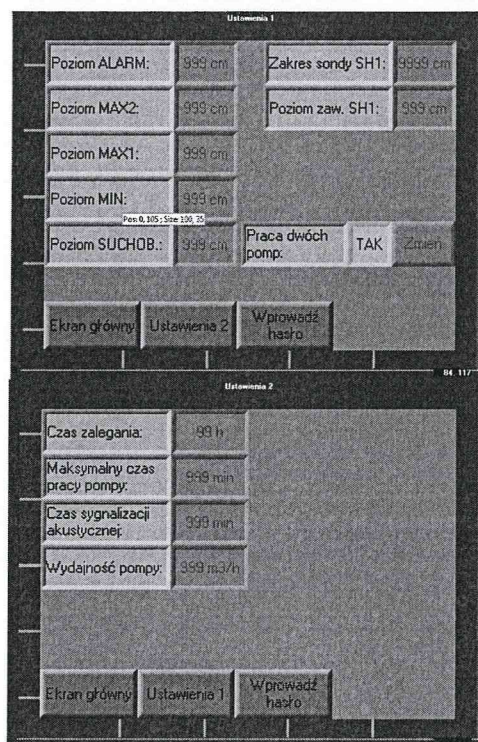 Ustawienia 1
Poziom ALARM: 999 cm Zakres sondy SH1: 9999 cm
Poziom MAX2: 999 cm Poziom zaw. SH1: 999 cm
Poziom MAX1: 999 cm
Poziom MIN: 999 cm
Pos: 0, 105 ; Size: 100, 35
Poziom SUCHOB.: 999 cm Praca dwóch
pomp: TAK Zmień
Ekran główny Ustawienia 2 Wprowadź
hasło
84, 117
Ustawienia 2
Czas zalegania: 99 h
Maksymalny czas
pracy pompy: 999 min
Czas sygnalizacji
akustycznej: 999 min
Wydajność pompy: 999 m3/h
Ekran główny Ustawienia 1 Wprowadź
hasło